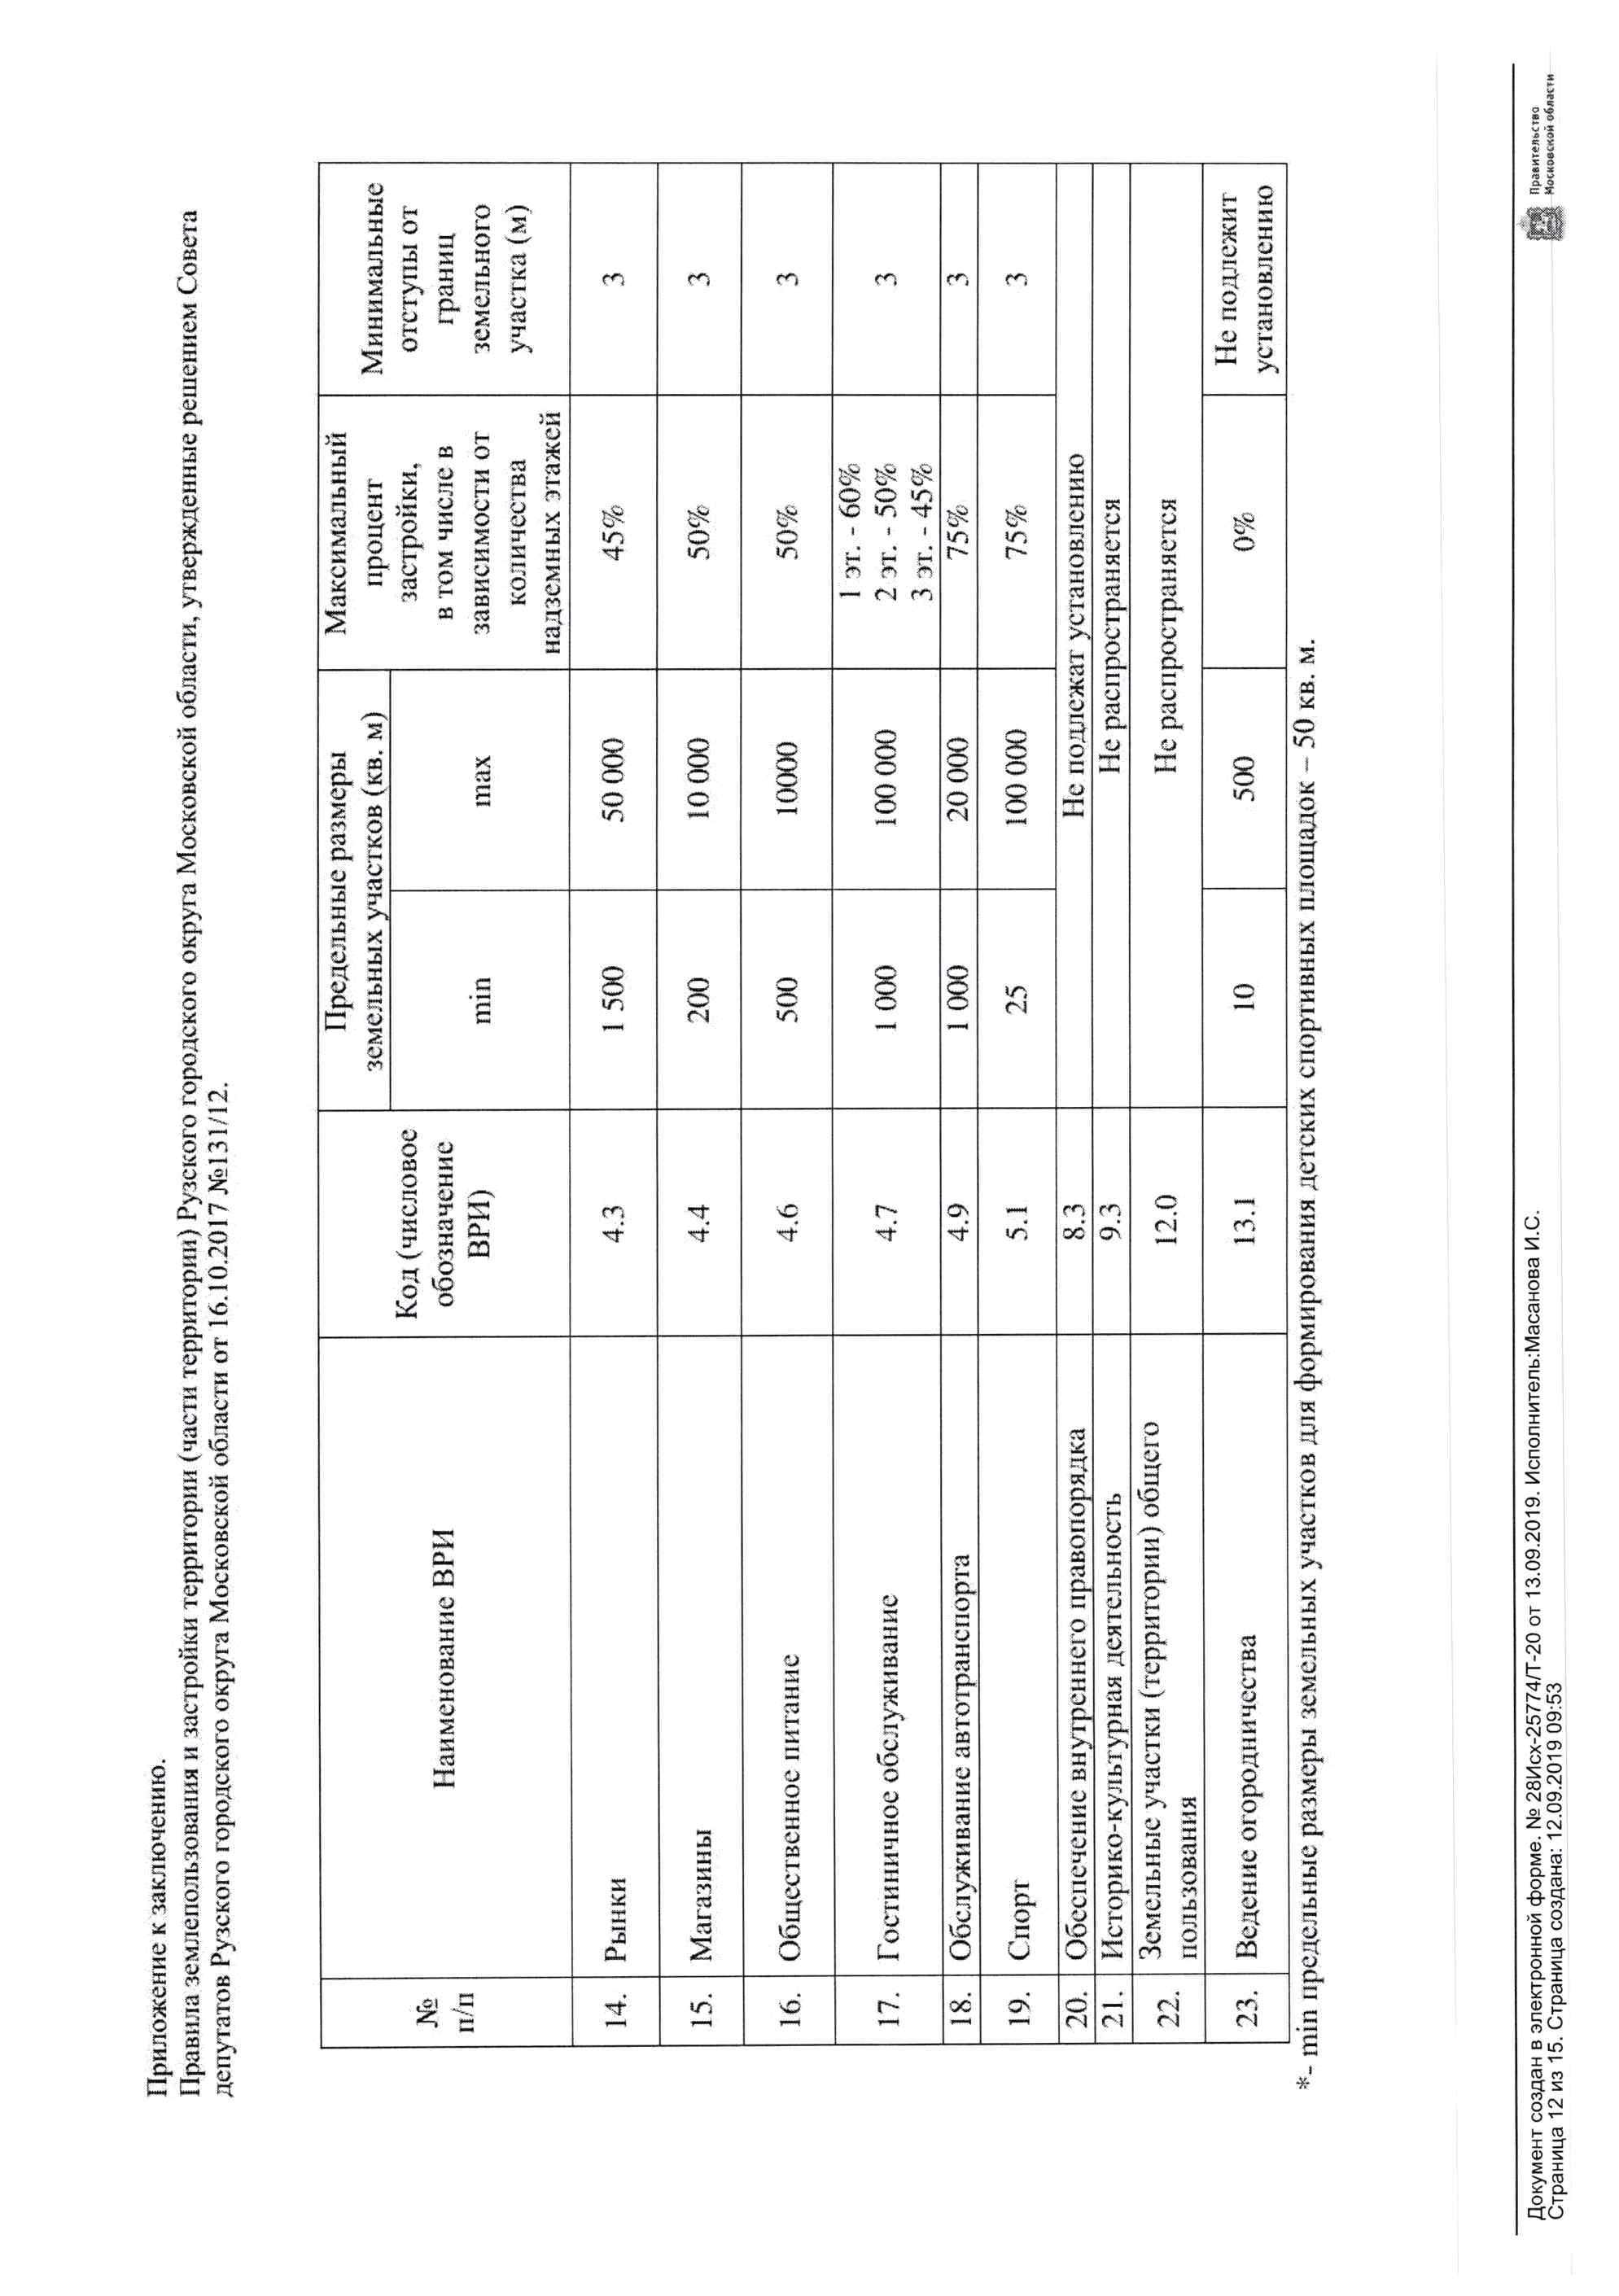 Приложение к заключению.
Правила землепользования и застройки территории (части территории) Рузского городского округа Московской области, утвержденные решением Совета
депутатов Рузского городского округа Московской области от 16.10.2017 №131/12.
№
п/п
Наименование ВРИ
Код (числовое
обозначение
ВРИ)
Предельные размеры
земельных участков (кв. м)
min
max
Максимальный
процент
застройки,
в том числе в
зависимости от
количества
надземных этажей
Минимальные
отступы от
границ
земельного
участка (м)
14. Рынки 4.3 1 500 50 000 45% 3
15. Магазины 4.4 200 10 000 50% 3
16. Общественное питание 4.6 500 10000 50% 3
17. Гостиничное обслуживание 4.7 1 000 100 000
1 эт. - 60%
2 эт. - 50%
3 эт. - 45%
3
18. Обслуживание автотранспорта 4.9 1 000 20 000 75% 3
19. Спорт 5.1 25 100 000 75% 3
20. Обеспечение внутреннего правопорядка 8.3 Не подлежат установлению
21. Историко-культурная деятельность 9.3 Не распространяется
22. Земельные участки (территории) общего
пользования
12.0 Не распространяется
23. Ведение огородничества 13.1 10 500 0%
Не подлежит
установлению
*- min предельные размеры земельных участков для формирования детских спортивных площадок – 50 кв. м.
Документ создан в электронной форме. № 28Исх-25774/Т-20 от 13.09.2019. Исполнитель:Масанова И.С.
Страница 12 из 15. Страница создана: 12.09.2019 09:53
Правительство
Московской области